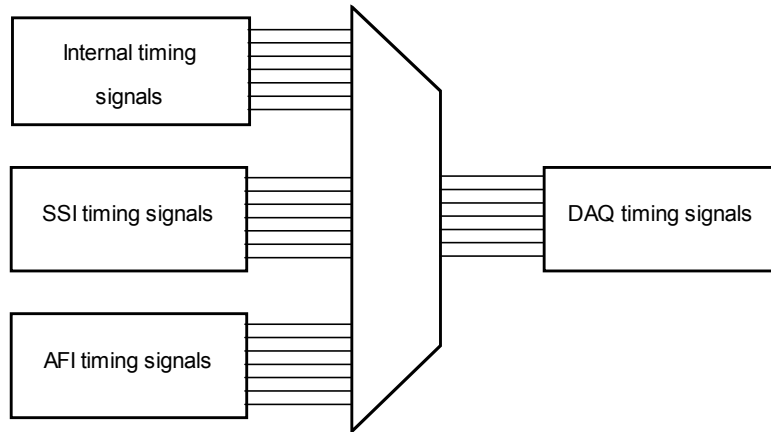 Internal timing
signals
SSI timing signals
DAQ timing signals
AFI timing signals